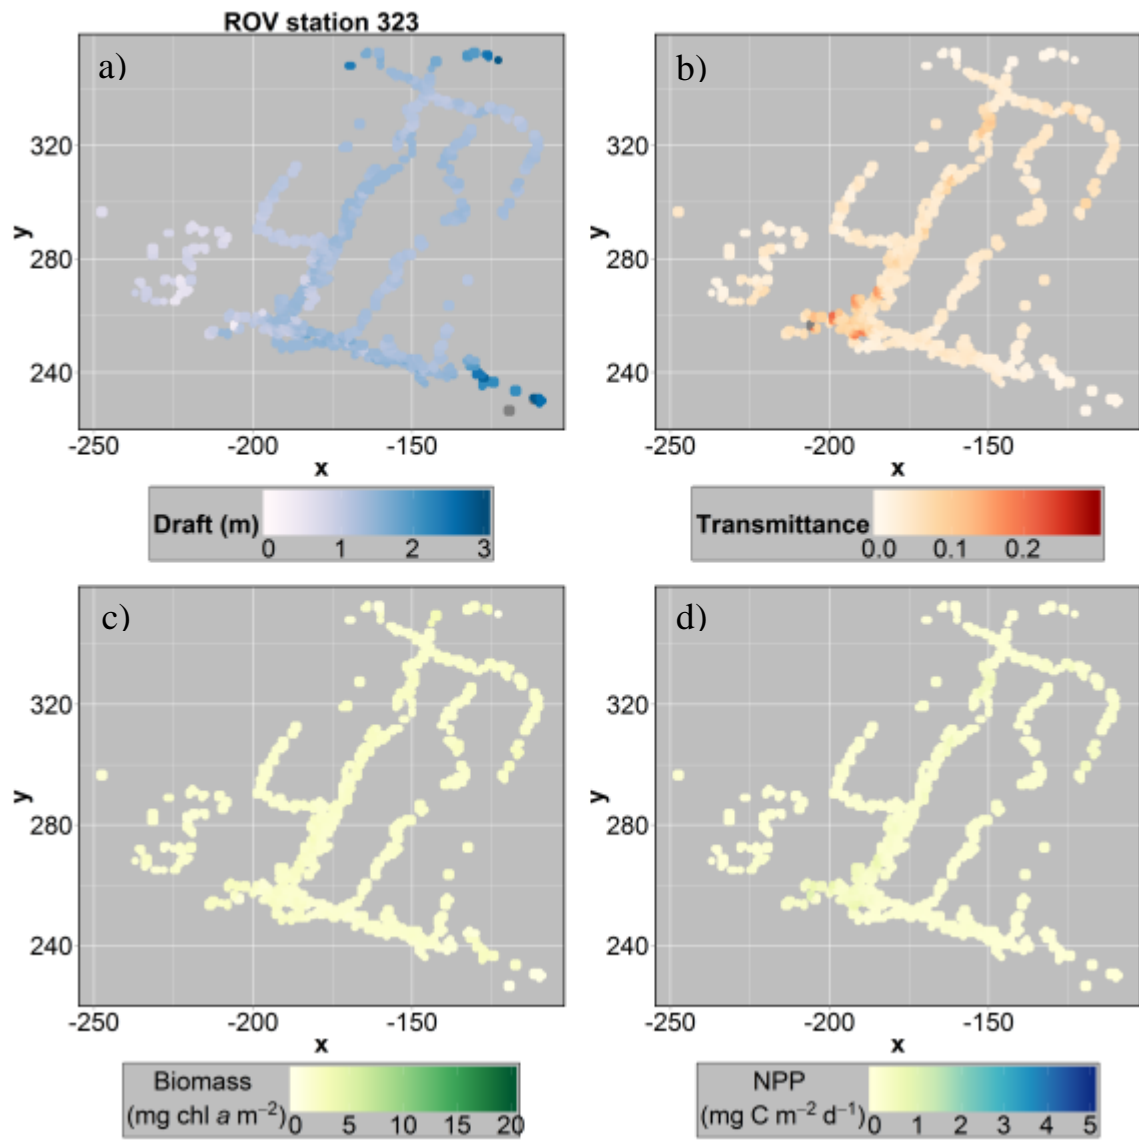 ROV station 323
a)
b)
320
280
240
y
-250 -200 -150
x
320
280
240
y
-250 -200 -150
x
Draft (m)
0 1 2 3
Transmittance
0.0 0.1 0.2
c)
d)
320
280
240
y
-250 -200 -150
x
320
280
240
y
-250 -200 -150
x
Biomass
(mg chl a m⁻²)
0 5 10 15 20
NPP
(mg C m⁻² d⁻¹)
0 1 2 3 4 5